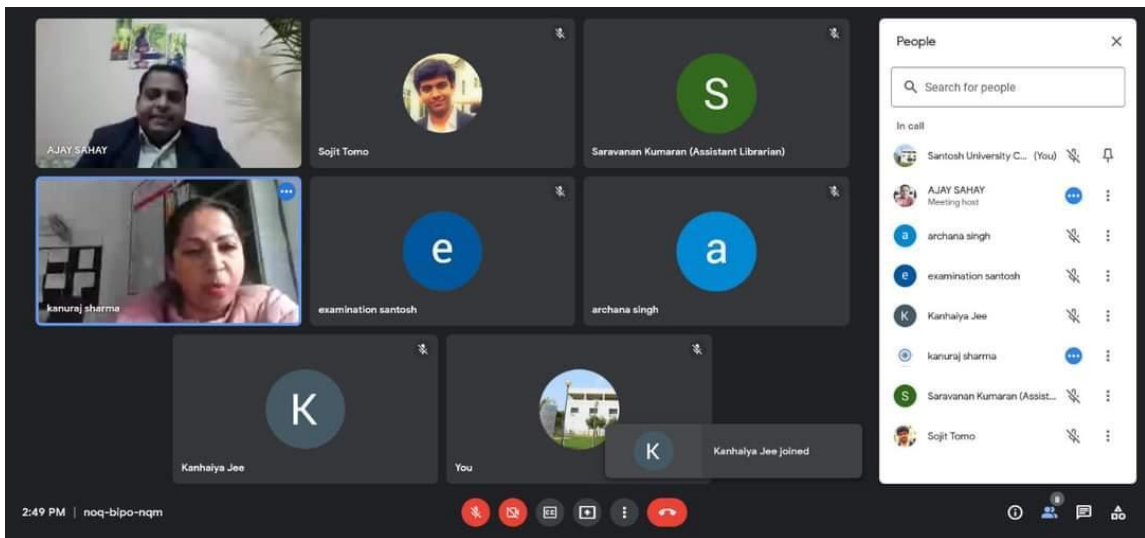 AJAY SAHAY
Sojit Tomo
S
Saravanan Kumaran (Assistant Librarian)
kanuraj sharma
e
examination santosh
a
archana singh
K
Kanhaiya Jee
You
K
Kanhaiya Jee joined
People
Search for people
In call
Santosh University C... (You)
AJAY SAHAY
Meeting host
a
archana singh
e
examination santosh
K
Kanhaiya Jee
kanuraj sharma
S
Saravanan Kumaran (Assist...
Sojit Tomo
2:49 PM | noq-bipo-nqm
CC
8